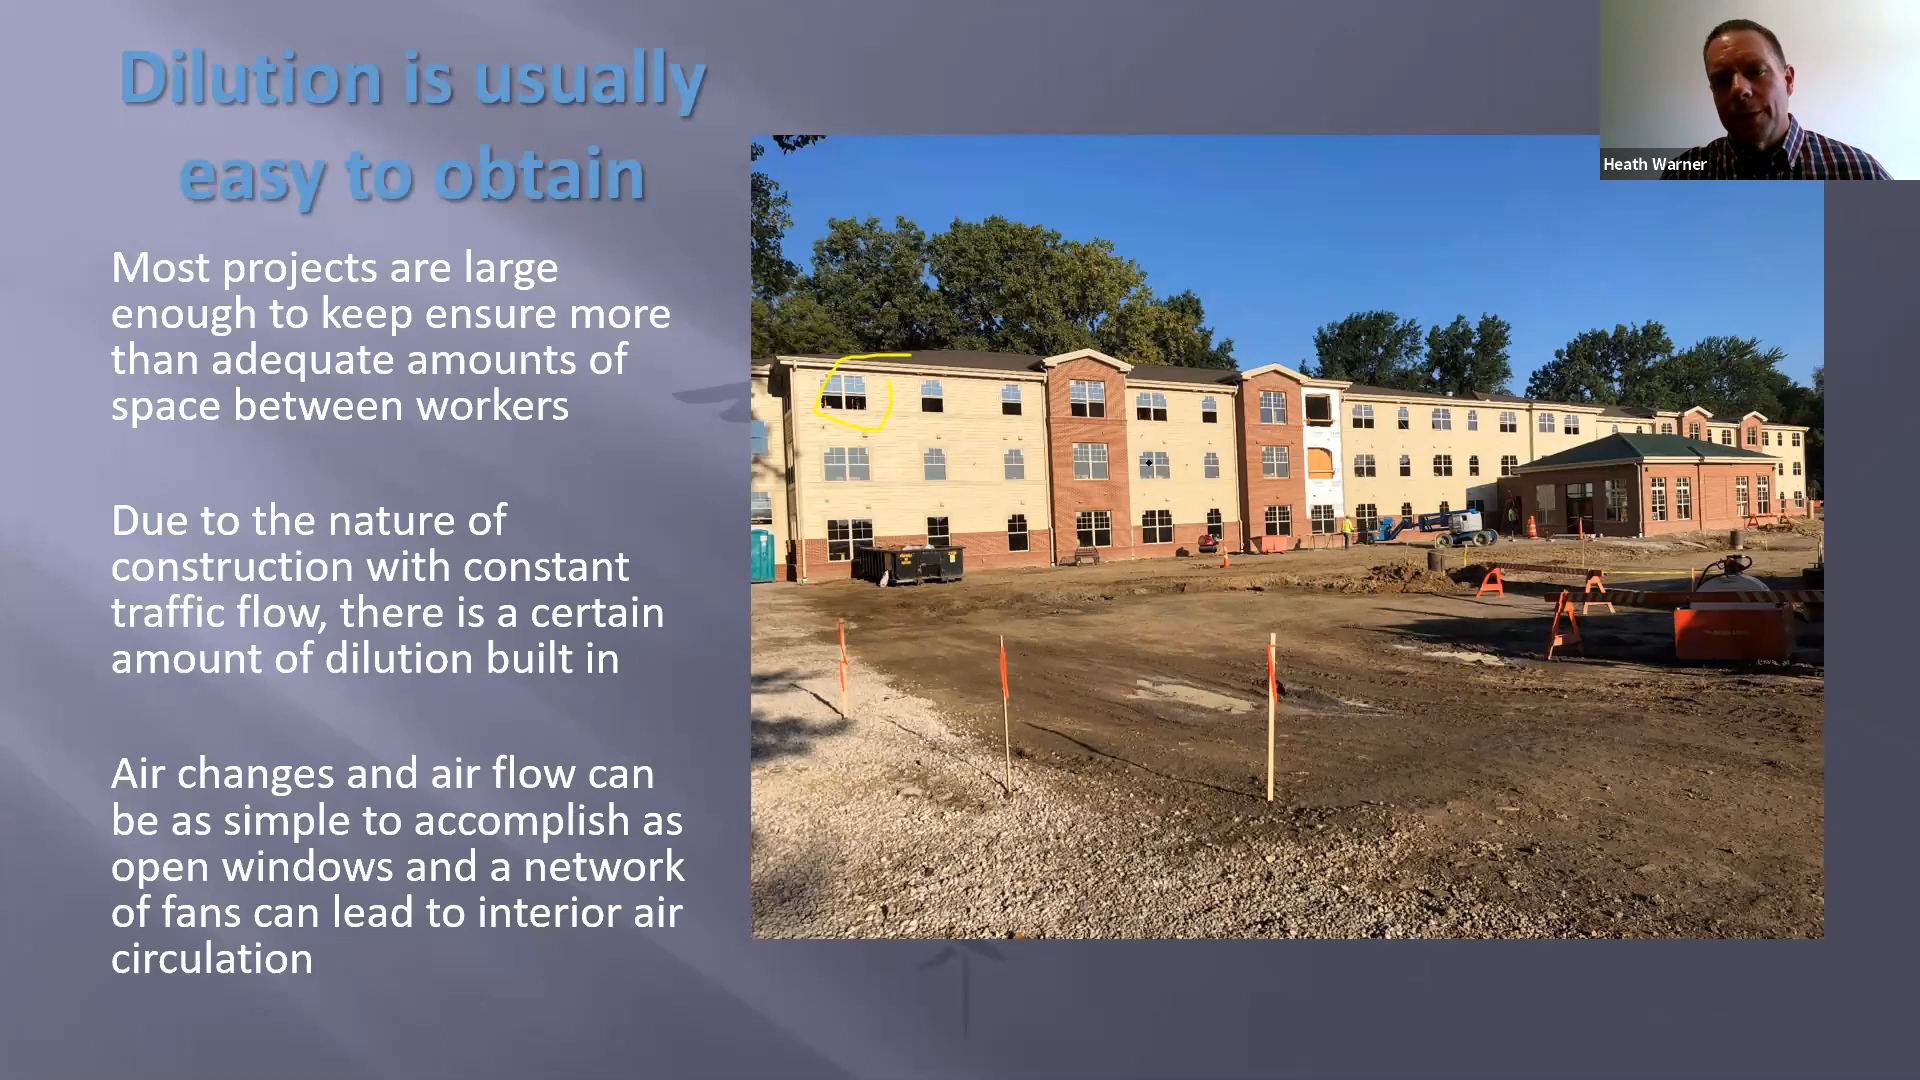 Dilution is usually
easy to obtain
Heath Warner
Most projects are large
enough to keep ensure more
than adequate amounts of
space between workers
Due to the nature of
construction with constant
traffic flow, there is a certain
amount of dilution built in
Air changes and air flow can
be as simple to accomplish as
open windows and a network
of fans can lead to interior air
circulation